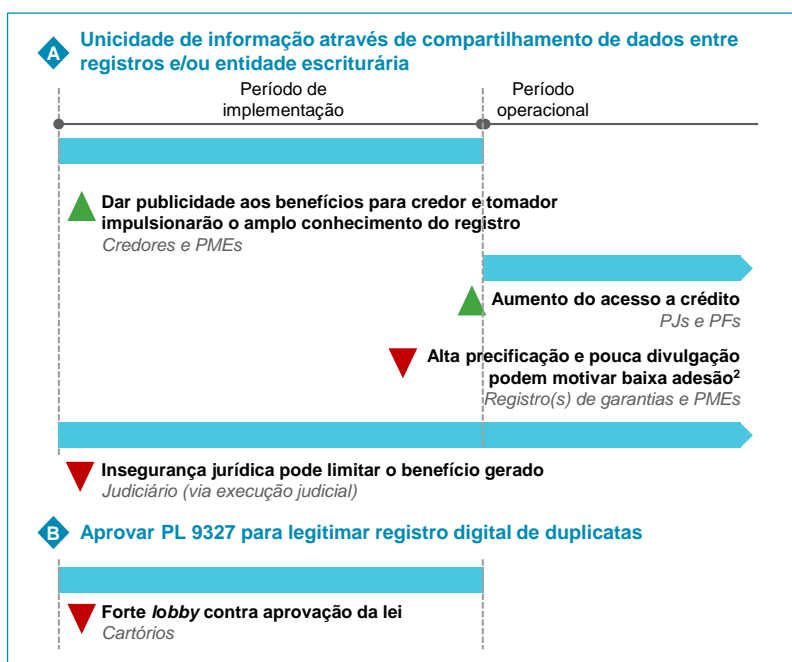 A
Unicidade de informação através de compartilhamento de dados entre
registros e/ou entidade escriturária
Período de
implementação
Período
operacional
Dar publicidade aos benefícios para credor e tomador
impulsionarão o amplo conhecimento do registro
Credores e PMEs
Aumento do acesso a crédito
PJs e PFs
Alta precificação e pouca divulgação
podem motivar baixa adesão²
Registro(s) de garantias e PMEs
Insegurança jurídica pode limitar o benefício gerado
Judiciário (via execução judicial)
B
Aprovar PL 9327 para legitimar registro digital de duplicatas
Forte lobby contra aprovação da lei
Cartórios